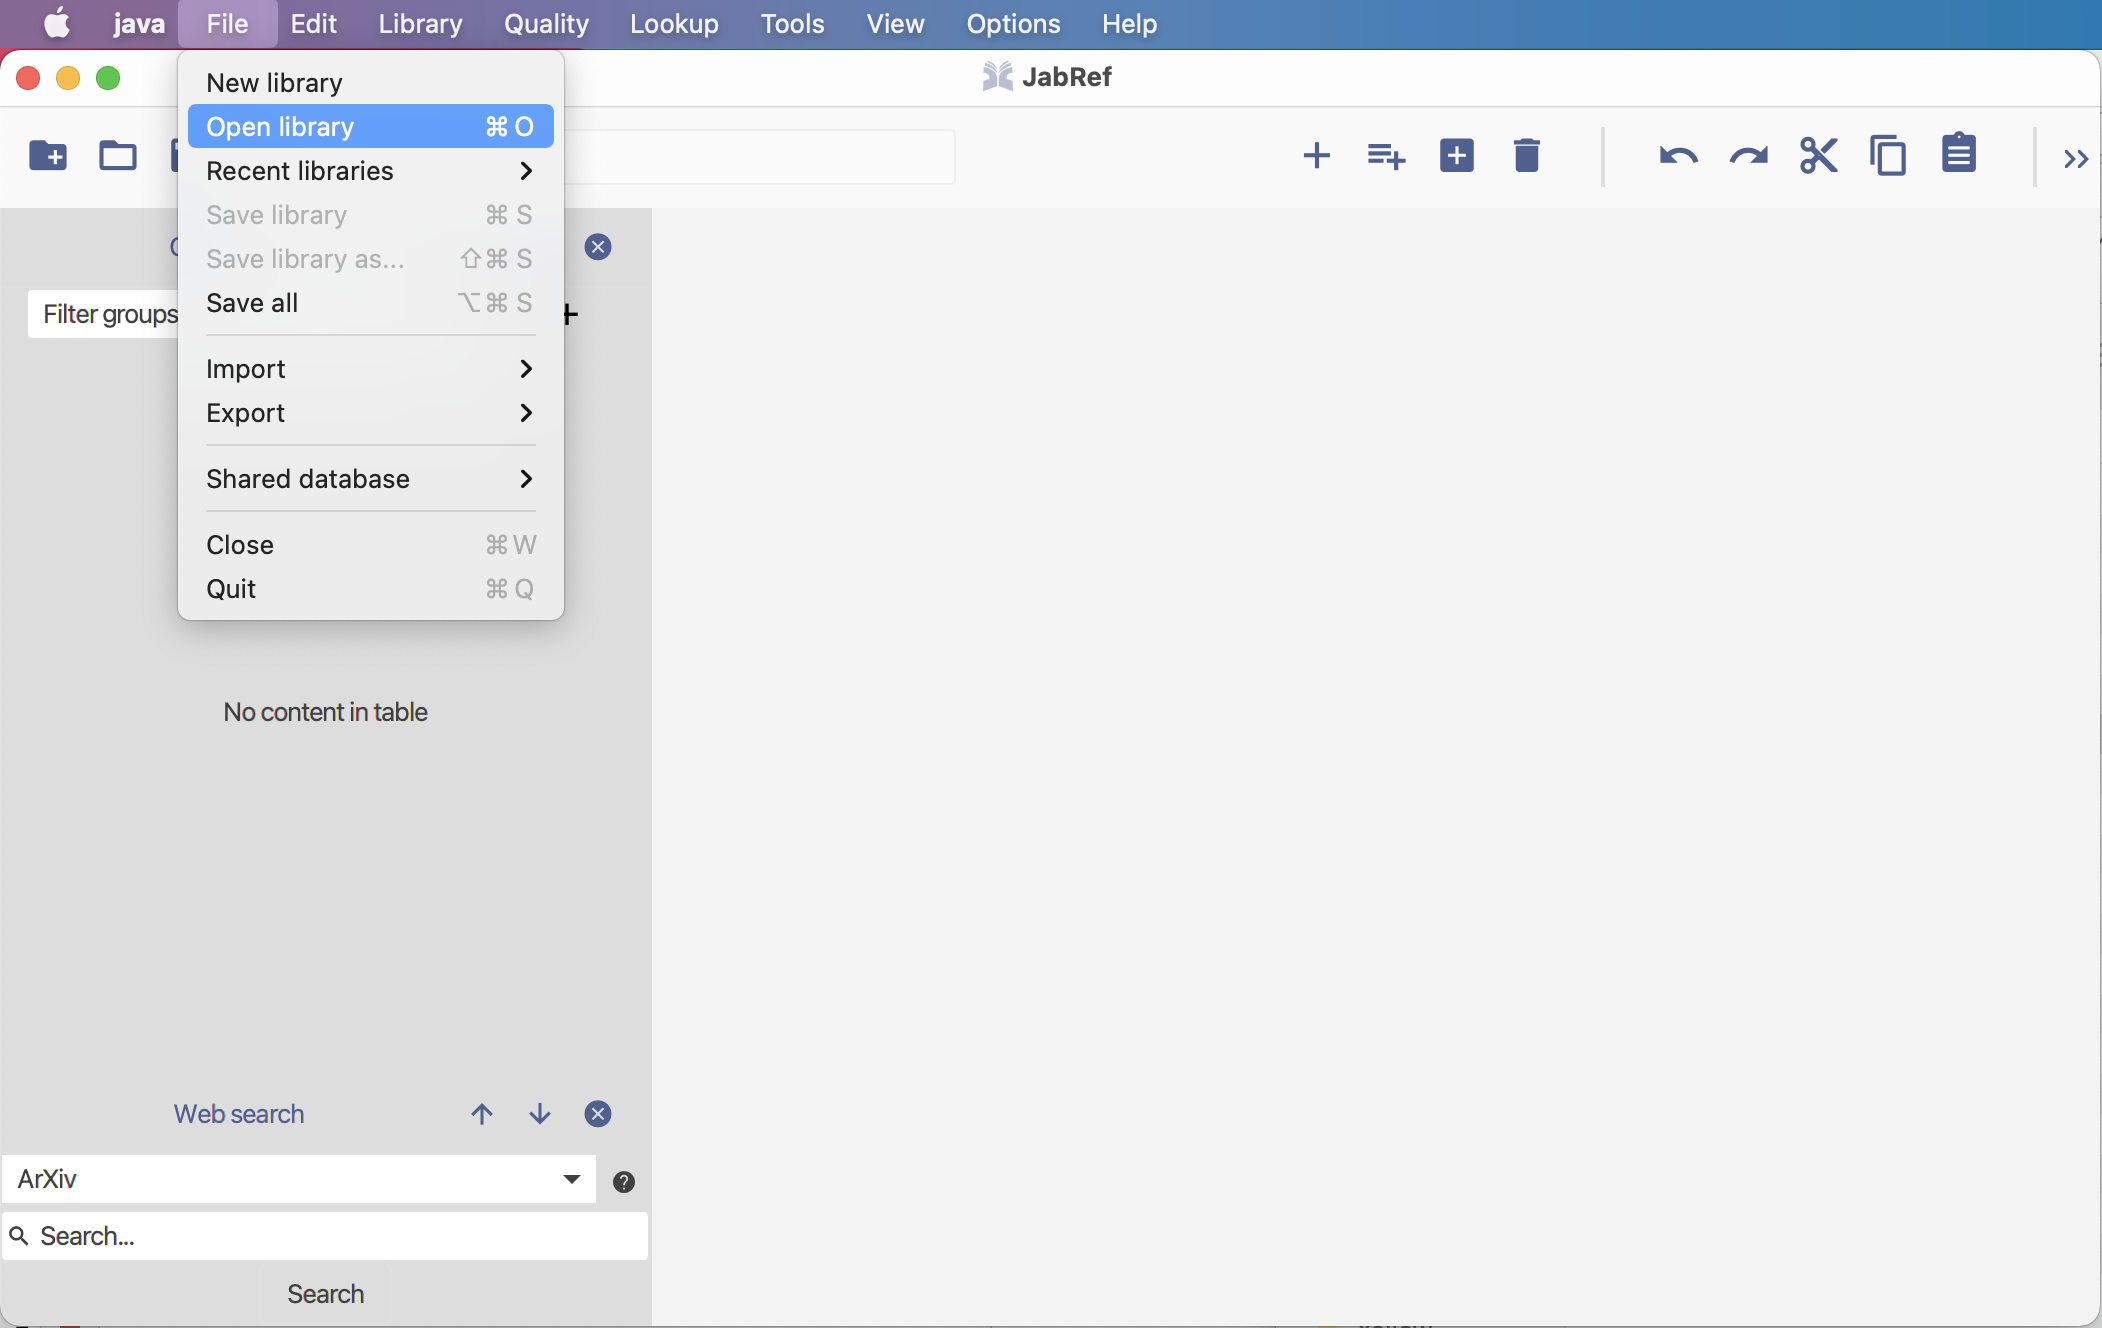 java File Edit Library Quality Lookup Tools View Options Help
JabRef
New library
Open library ⌘ O
Recent libraries
Save library ⌘ S
Save library as... ⇧⌘ S
Save all ⌥⌘ S
Filter groups
Import
Export
Shared database
Close ⌘ W
Quit ⌘ Q
No content in table
Web search
ArXiv
Search...
Search